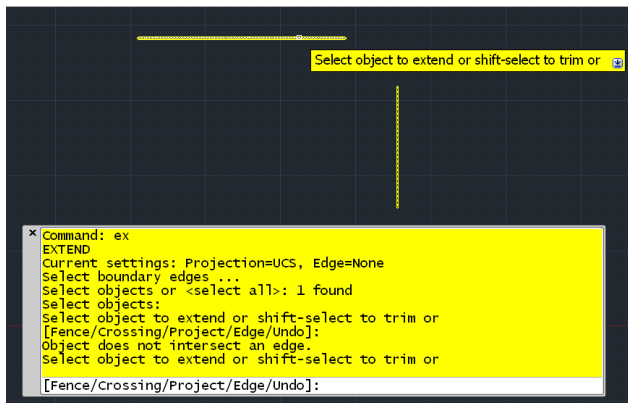 Select object to extend or shift-select to trim or
Command: ex
EXTEND
Current settings: Projection=UCS, Edge=None
Select boundary edges ...
Select objects or <select all>: 1 found
Select objects:
Select object to extend or shift-select to trim or
[Fence/Crossing/Project/Edge/Undo]:
Object does not intersect an edge.
Select object to extend or shift-select to trim or
[Fence/Crossing/Project/Edge/Undo]: